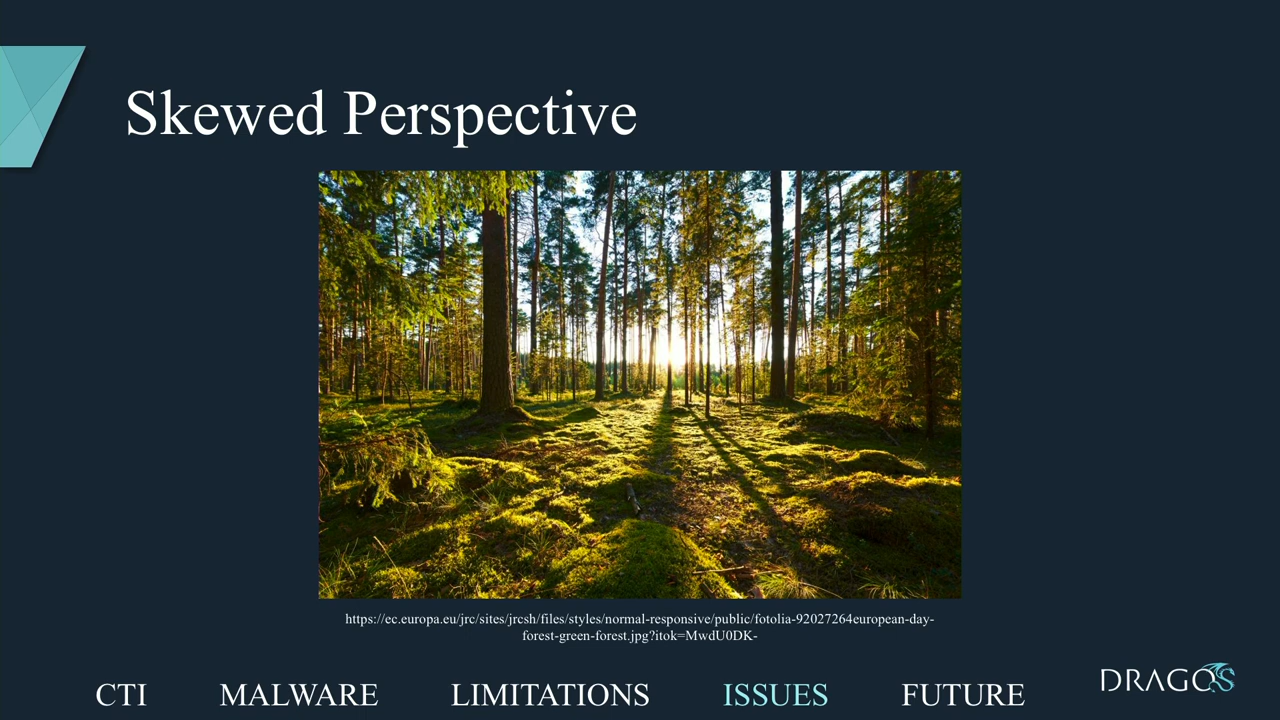 Skewed Perspective
https://ec.europa.eu/jrc/sites/jrcsh/files/styles/normal-responsive/public/fotolia-92027264european-day-
forest-green-forest.jpg?itok=MwdU0DK-
CTI MALWARE LIMITATIONS ISSUES FUTURE
DRAGOS